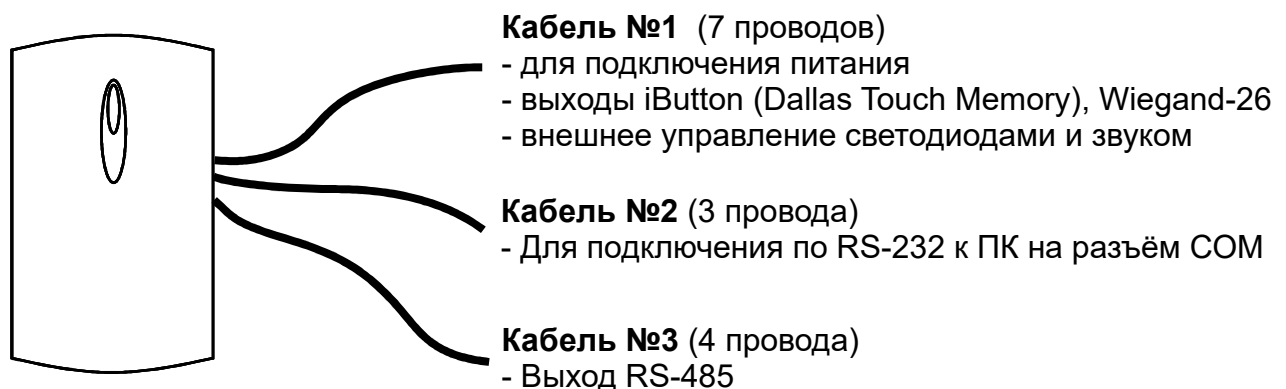 Кабель №1 (7 проводов)
- для подключения питания
- выходы iButton (Dallas Touch Memory), Wiegand-26
- внешнее управление светодиодами и звуком
Кабель №2 (3 провода)
- Для подключения по RS-232 к ПК на разъём COM
Кабель №3 (4 провода)
- Выход RS-485